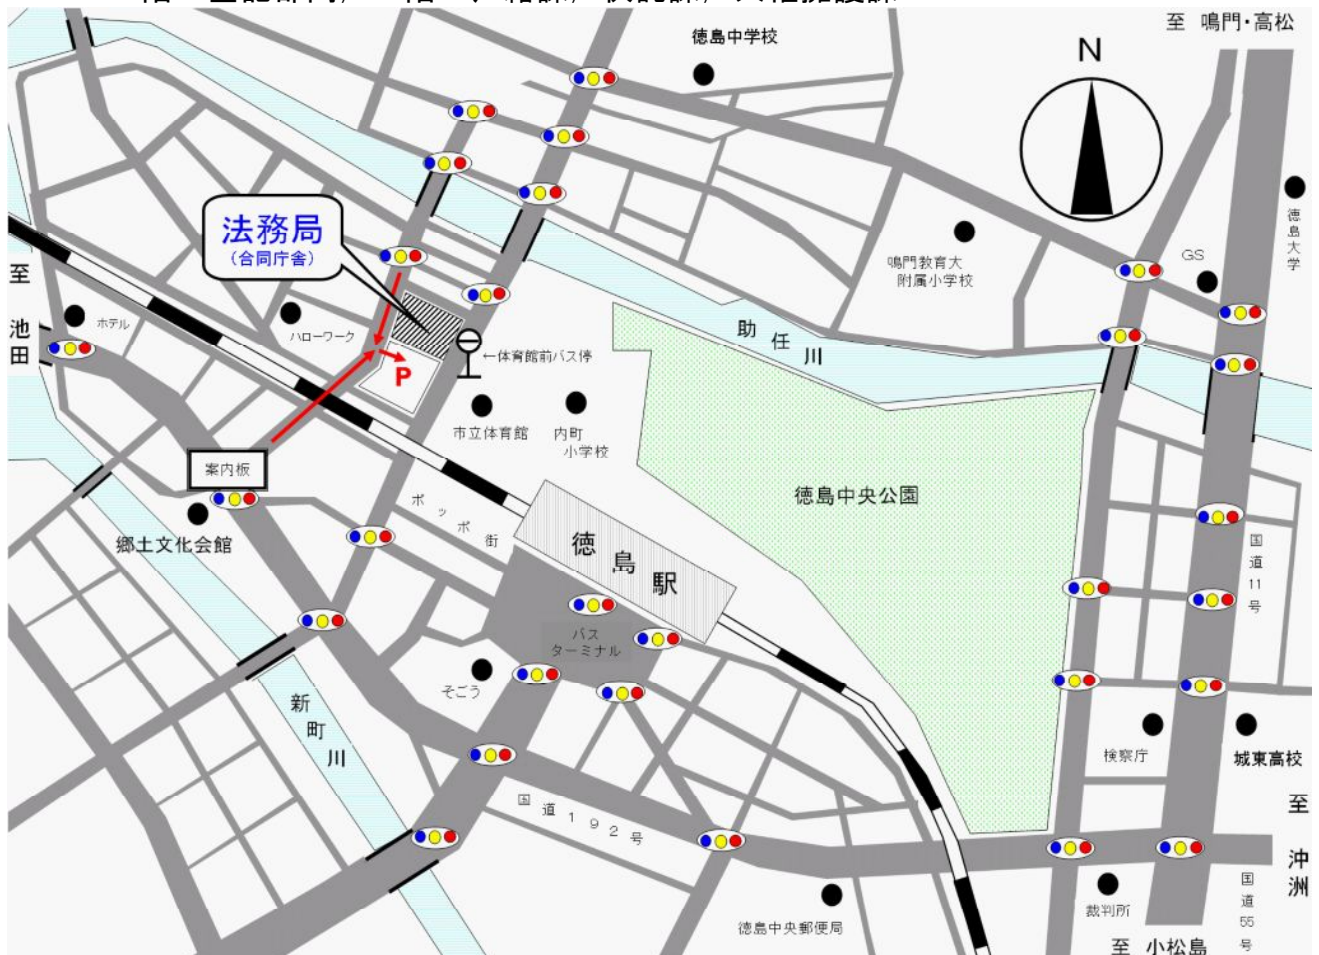 至 鳴門・高松
徳島中学校
N
徳島大学
法務局
(合同庁舎)
鳴門教育大
附属小学校
GS
至 池田
ホテル
ハローワーク
←体育館前バス停
助任川
P
市立体育館
内町
小学校
案内板
徳島中央公園
ポッポ街
郷土文化会館
徳島駅
国道11号
バス
ターミナル
そごう
新町川
検察庁
城東高校
国道192号
至 沖洲
国道55号
裁判所
徳島中央郵便局
至 小松島